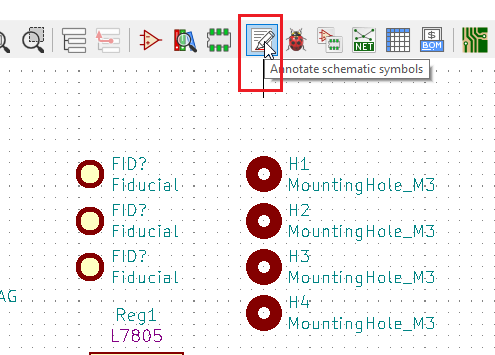 NET
$
BOM
Annotate schematic symbols
FID?
Fiducial
H1
MountingHole_M3
FID?
Fiducial
H2
MountingHole_M3
FID?
Fiducial
H3
MountingHole_M3
AG
H4
MountingHole_M3
Reg1
L7805